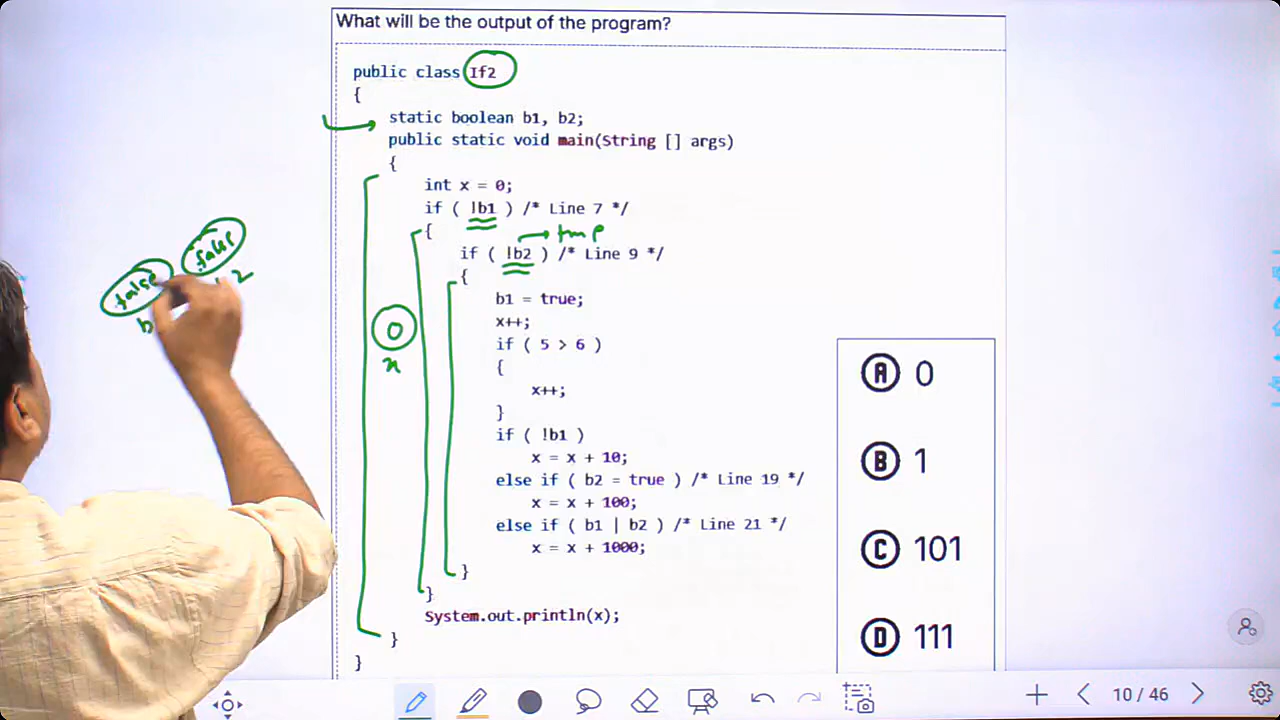 What will be the output of the program?
public class If2
{
static boolean b1, b2;
public static void main(String [] args)
{
int x = 0;
if ( !b1 ) /* Line 7 */
{
true
if ( !b2 ) /* Line 9 */
{
b1 = true;
x++;
if ( 5 > 6 )
{
x++;
}
if ( !b1 )
x = x + 10;
else if ( b2 = true ) /* Line 19 */
x = x + 100;
else if ( b1 | b2 ) /* Line 21 */
x = x + 1000;
}
}
System.out.println(x);
}
}
false
false
b
2
0
x
A 0
B 1
C 101
D 111
10 / 46